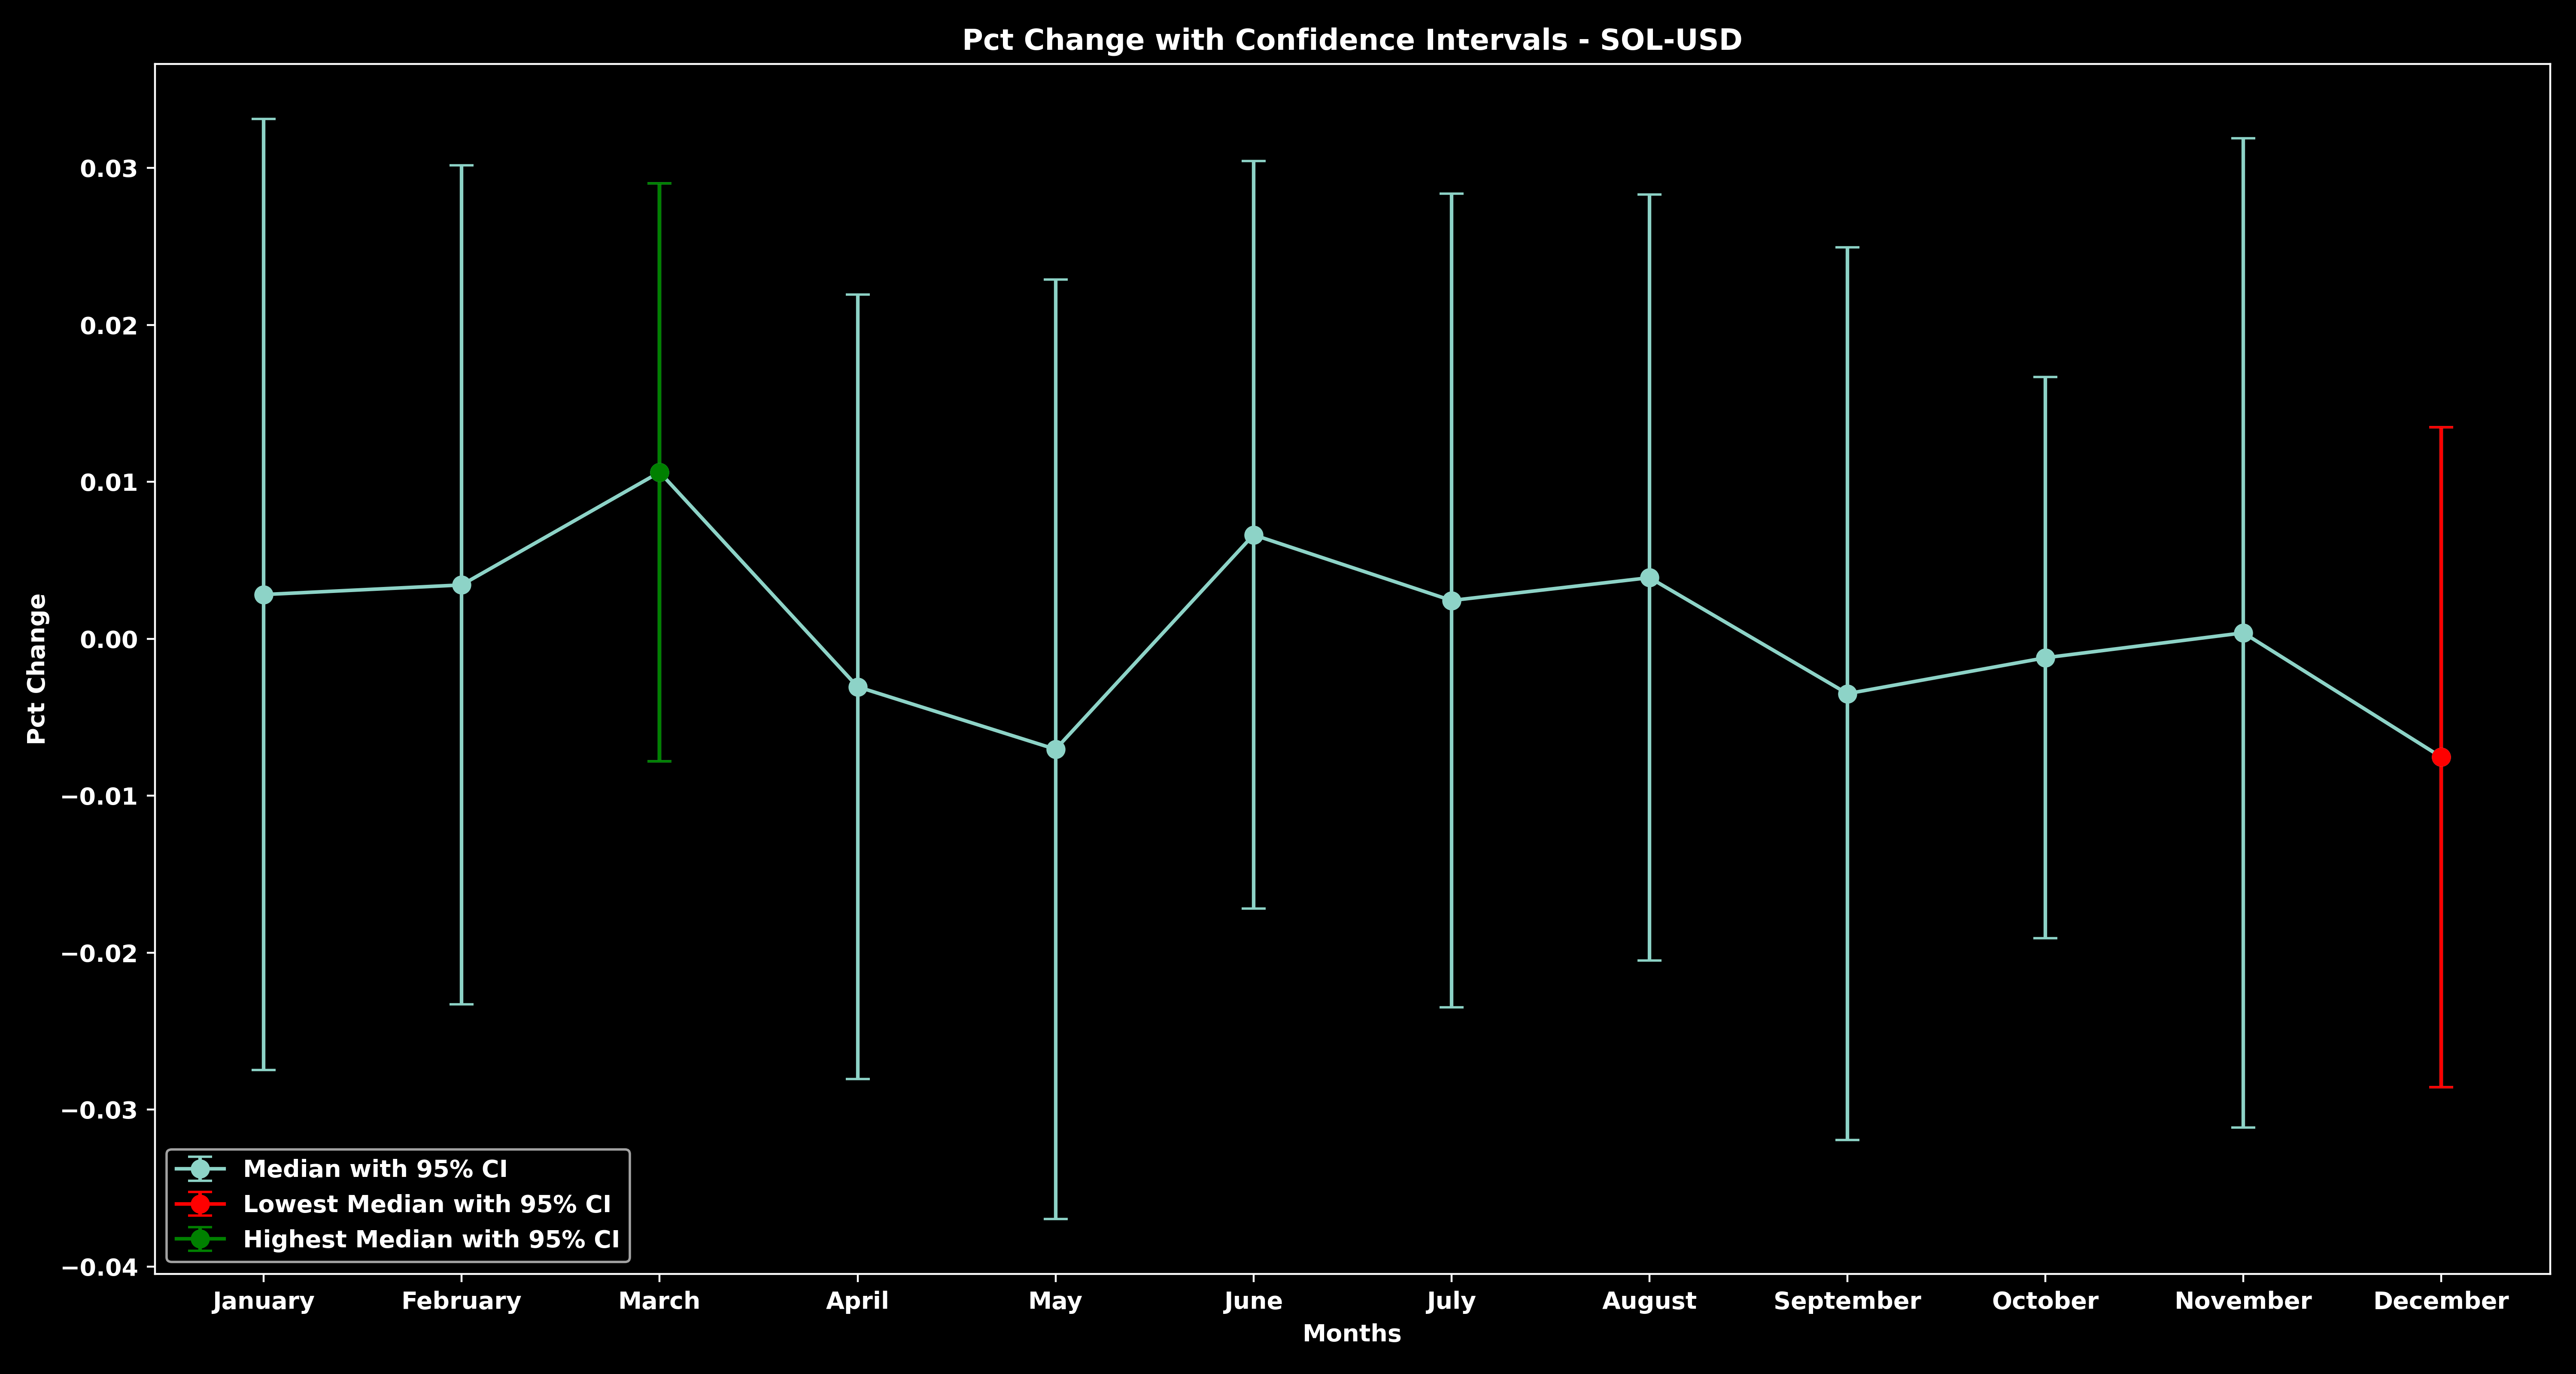 Pct Change with Confidence Intervals - SOL-USD
Pct Change
0.03
0.02
0.01
0.00
−0.01
−0.02
−0.03
−0.04
Median with 95% CI
Lowest Median with 95% CI
Highest Median with 95% CI
January February March April May June July August September October November December
Months